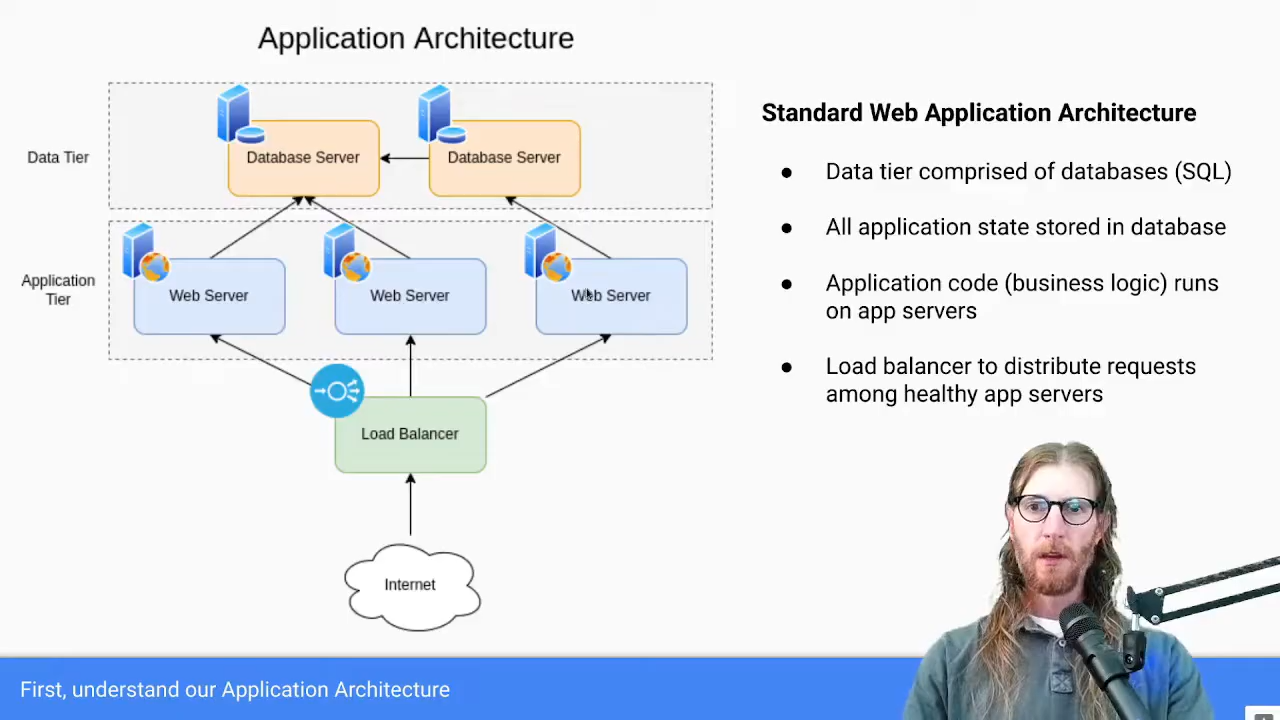 Application Architecture
Data Tier
Database Server
Database Server
Application
Tier
Web Server
Web Server
Web Server
Load Balancer
Internet
Standard Web Application Architecture
● Data tier comprised of databases (SQL)
● All application state stored in database
● Application code (business logic) runs
on app servers
● Load balancer to distribute requests
among healthy app servers
First, understand our Application Architecture